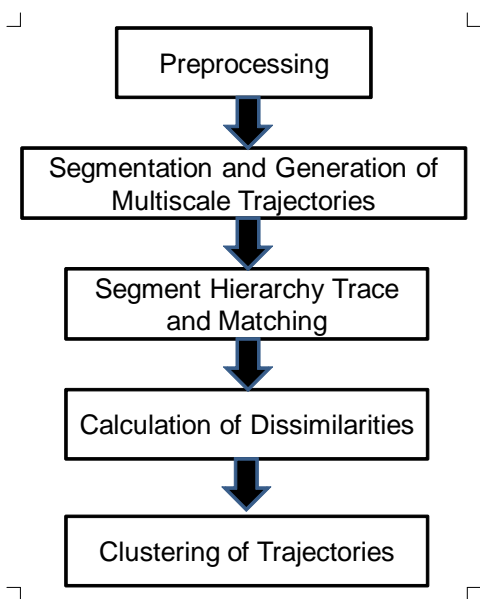 Preprocessing
Segmentation and Generation of
Multiscale Trajectories
Segment Hierarchy Trace
and Matching
Calculation of Dissimilarities
Clustering of Trajectories